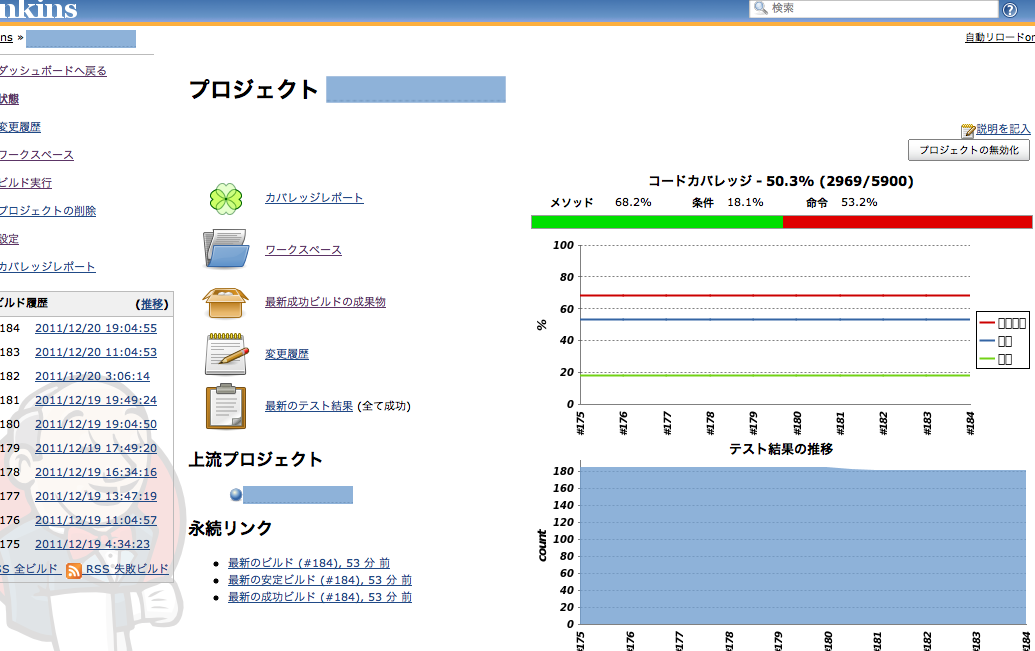 nkins
検索
ns »
自動リロードon
ダッシュボードへ戻る
状態
変更履歴
ワークスペース
ビルド実行
プロジェクトの削除
設定
カバレッジレポート
ビルド履歴 (推移)
184 2011/12/20 19:04:55
183 2011/12/20 11:04:53
182 2011/12/20 3:06:14
181 2011/12/19 19:49:24
180 2011/12/19 19:04:50
179 2011/12/19 17:49:20
178 2011/12/19 16:34:16
177 2011/12/19 13:47:19
176 2011/12/19 11:04:57
175 2011/12/19 4:34:23
SS 全ビルド RSS 失敗ビルド
プロジェクト
カバレッジレポート
ワークスペース
最新成功ビルドの成果物
変更履歴
最新のテスト結果 (全て成功)
上流プロジェクト
永続リンク
最新のビルド (#184), 53 分 前
最新の安定ビルド (#184), 53 分 前
最新の成功ビルド (#184), 53 分 前
説明を記入
プロジェクトの無効化
コードカバレッジ - 50.3% (2969/5900)
メソッド 68.2% 条件 18.1% 命令 53.2%
100
80
60
40
20
0
%
#175 #176 #177 #178 #179 #180 #181 #182 #183 #184
テスト結果の推移
180
160
140
120
100
80
60
40
20
0
count
#175 #176 #177 #178 #179 #180 #181 #182 #183 #184